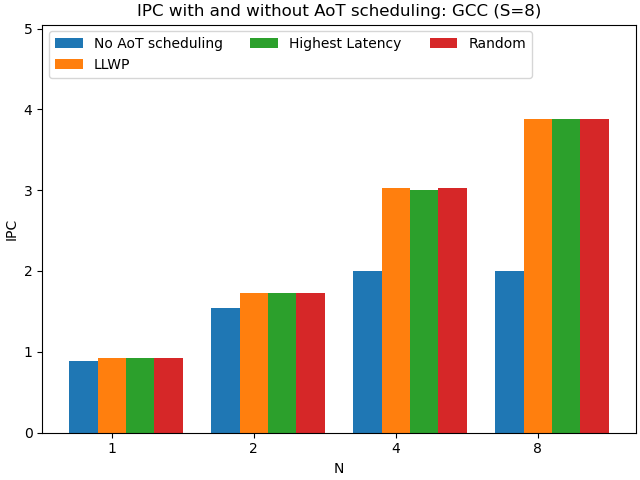 IPC with and without AoT scheduling: GCC (S=8)
No AoT scheduling
LLWP
Highest Latency
Random
IPC
5
4
3
2
1
0
1 2 4 8
N